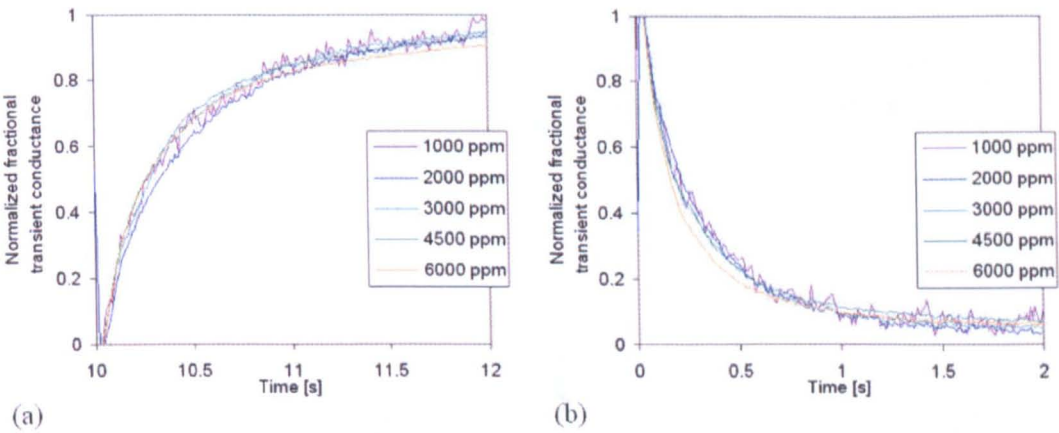 Normalized fractional
transient conductance
1
0.8
0.6
0.4
0.2
0
10
10.5
11
11.5
12
Time [s]
1000 ppm
2000 ppm
3000 ppm
4500 ppm
6000 ppm
(a)
Normalized fractional
transient conductance
1
0.8
0.6
0.4
0.2
0
0
0.5
1
1.5
2
Time [s]
1000 ppm
2000 ppm
3000 ppm
4500 ppm
6000 ppm
(b)